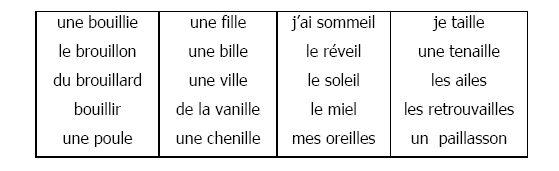 une bouillie une fille j'ai sommeil je taille
le brouillon une bille le réveil une tenaille
du brouillard une ville le soleil les ailes
bouillir de la vanille le miel les retrouvailles
une poule une chenille mes oreilles un paillasson